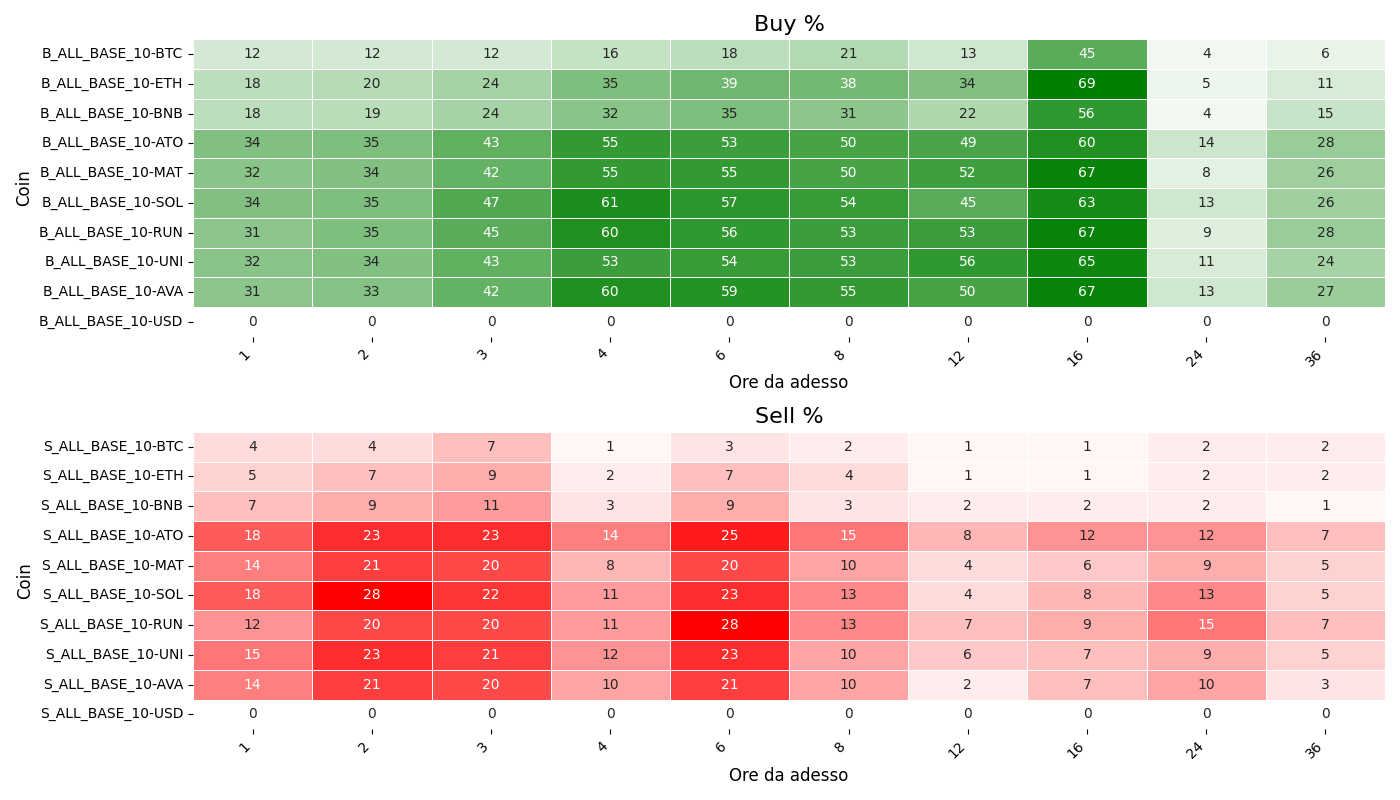 Buy %
Coin
B_ALL_BASE_10-BTC 12 12 12 16 18 21 13 45 4 6
B_ALL_BASE_10-ETH 18 20 24 35 39 38 34 69 5 11
B_ALL_BASE_10-BNB 18 19 24 32 35 31 22 56 4 15
B_ALL_BASE_10-ATO 34 35 43 55 53 50 49 60 14 28
B_ALL_BASE_10-MAT 32 34 42 55 55 50 52 67 8 26
B_ALL_BASE_10-SOL 34 35 47 61 57 54 45 63 13 26
B_ALL_BASE_10-RUN 31 35 45 60 56 53 53 67 9 28
B_ALL_BASE_10-UNI 32 34 43 53 54 53 56 65 11 24
B_ALL_BASE_10-AVA 31 33 42 60 59 55 50 67 13 27
B_ALL_BASE_10-USD 0 0 0 0 0 0 0 0 0 0
1 2 3 4 6 8 12 16 24 36
Ore da adesso
Sell %
Coin
S_ALL_BASE_10-BTC 4 4 7 1 3 2 1 1 2 2
S_ALL_BASE_10-ETH 5 7 9 2 7 4 1 1 2 2
S_ALL_BASE_10-BNB 7 9 11 3 9 3 2 2 2 1
S_ALL_BASE_10-ATO 18 23 23 14 25 15 8 12 12 7
S_ALL_BASE_10-MAT 14 21 20 8 20 10 4 6 9 5
S_ALL_BASE_10-SOL 18 28 22 11 23 13 4 8 13 5
S_ALL_BASE_10-RUN 12 20 20 11 28 13 7 9 15 7
S_ALL_BASE_10-UNI 15 23 21 12 23 10 6 7 9 5
S_ALL_BASE_10-AVA 14 21 20 10 21 10 2 7 10 3
S_ALL_BASE_10-USD 0 0 0 0 0 0 0 0 0 0
1 2 3 4 6 8 12 16 24 36
Ore da adesso